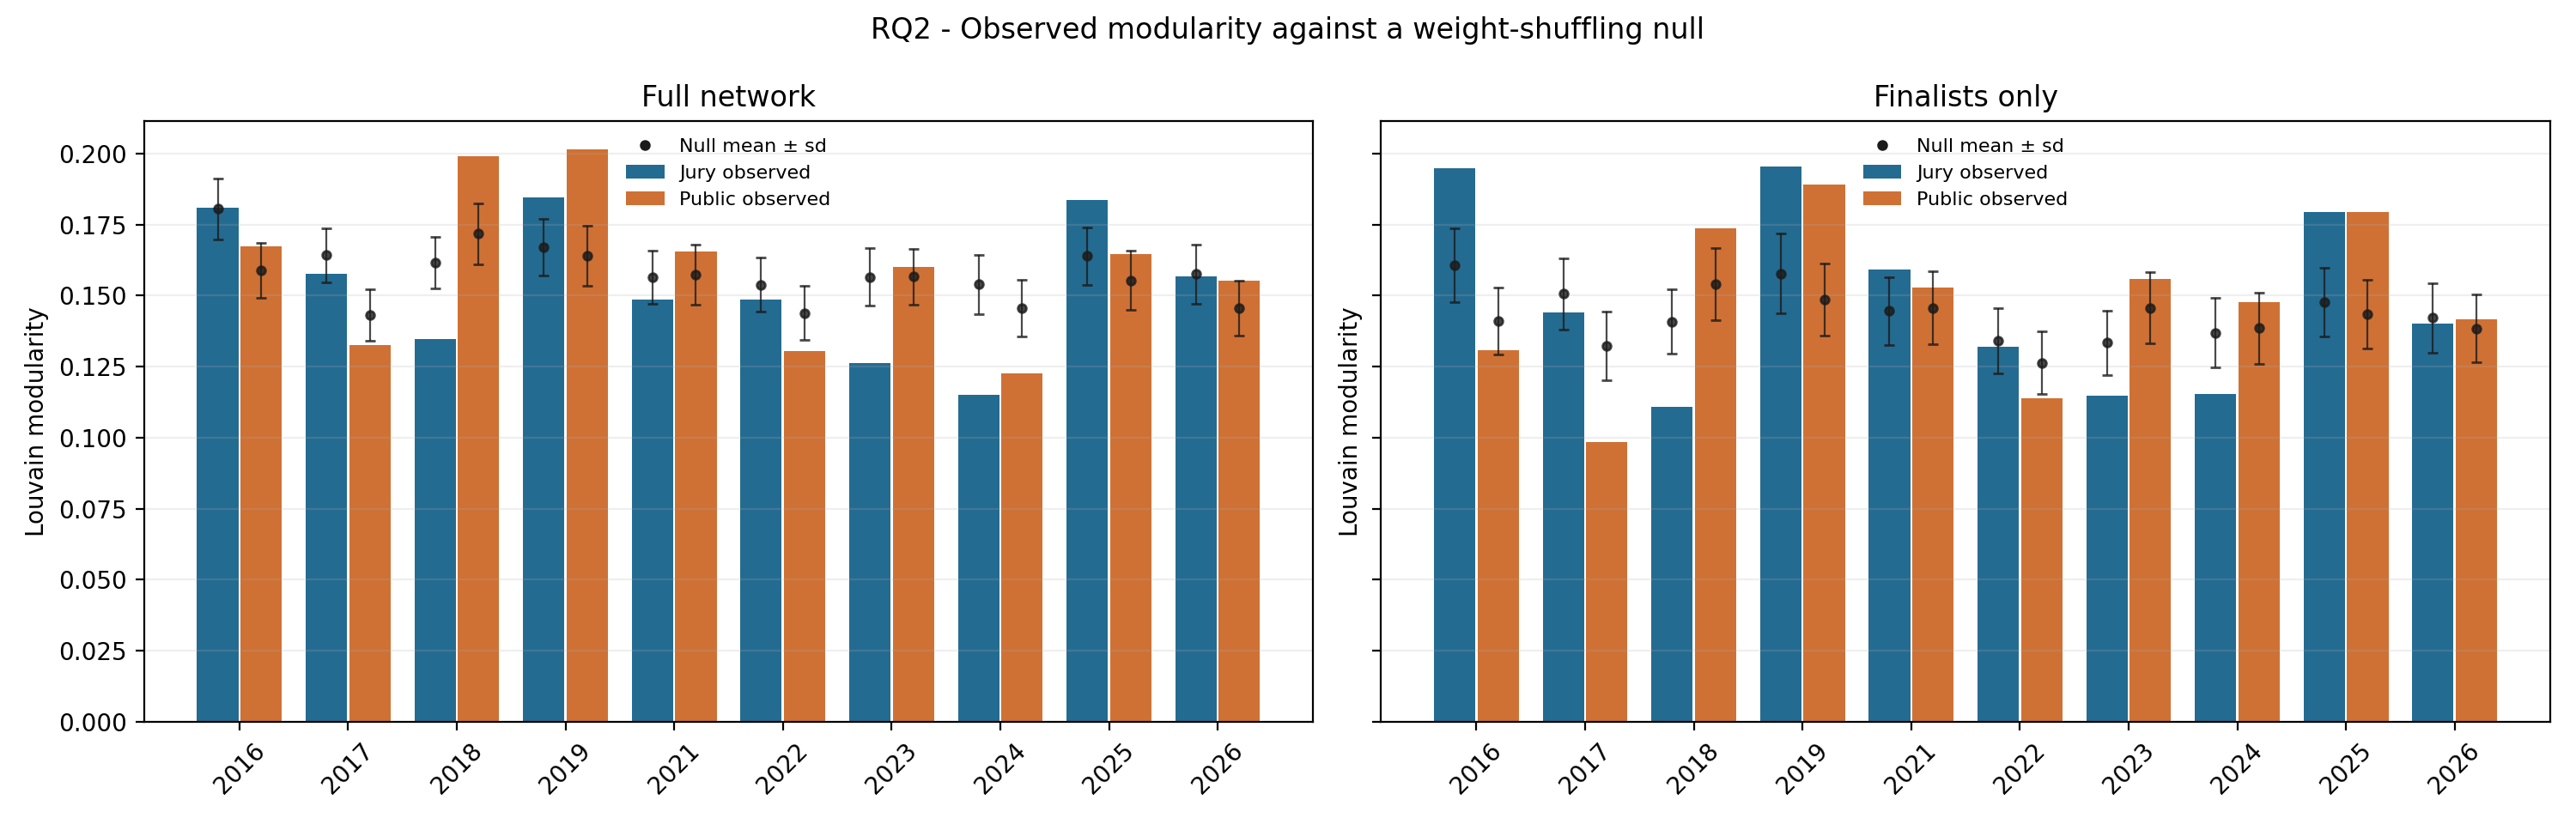 RQ2 - Observed modularity against a weight-shuffling null
Full network
Louvain modularity
0.200
0.175
0.150
0.125
0.100
0.075
0.050
0.025
0.000
Null mean ± sd
Jury observed
Public observed
2016
2017
2018
2019
2021
2022
2023
2024
2025
2026
Finalists only
Louvain modularity
Null mean ± sd
Jury observed
Public observed
2016
2017
2018
2019
2021
2022
2023
2024
2025
2026